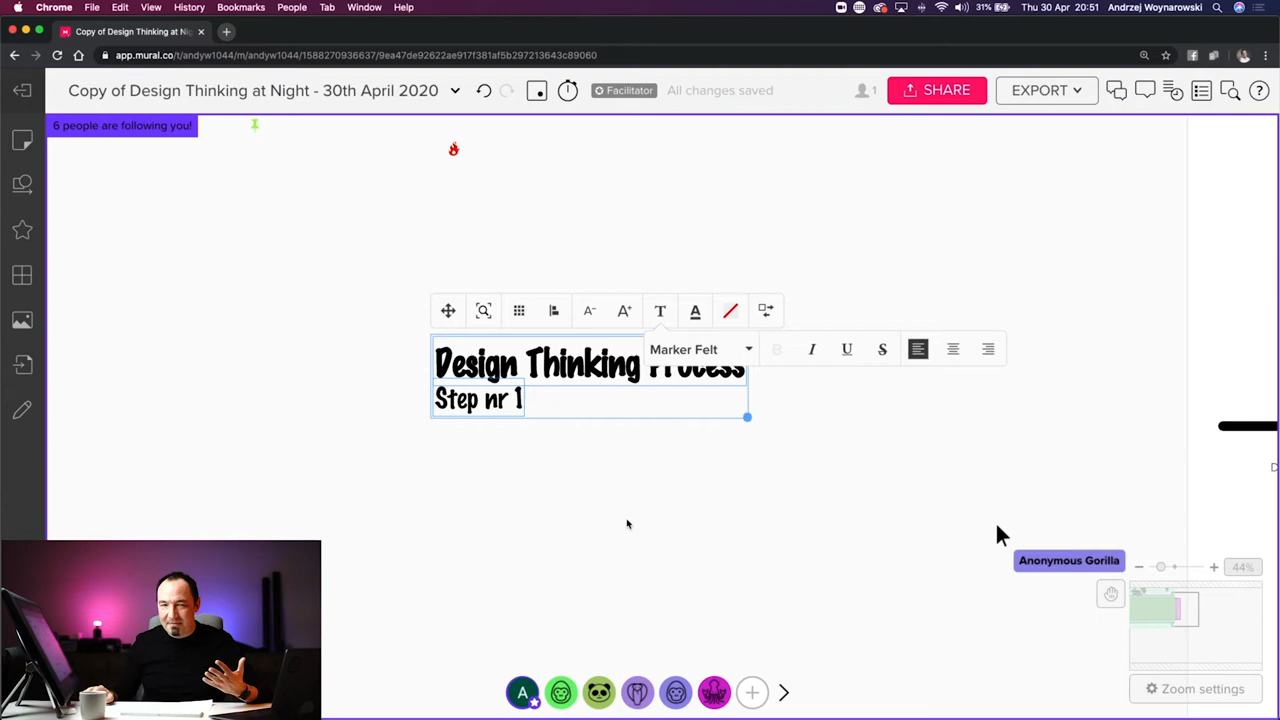 Chrome File Edit View History Bookmarks People Tab Window Help 31% Thu 30 Apr 20:51 Andrzej Woynarowski
Copy of Design Thinking at Nig
app.mural.co/t/andyw1044/m/andyw1044/1588270936637/9ea47de92622ae917f381af5b297213643c89060
Copy of Design Thinking at Night - 30th April 2020 Facilitator All changes saved 1 SHARE EXPORT
6 people are following you!
Marker Felt B I U S
Design Thinking Process
Step nr 1
Anonymous Gorilla
44%
A
Zoom settings